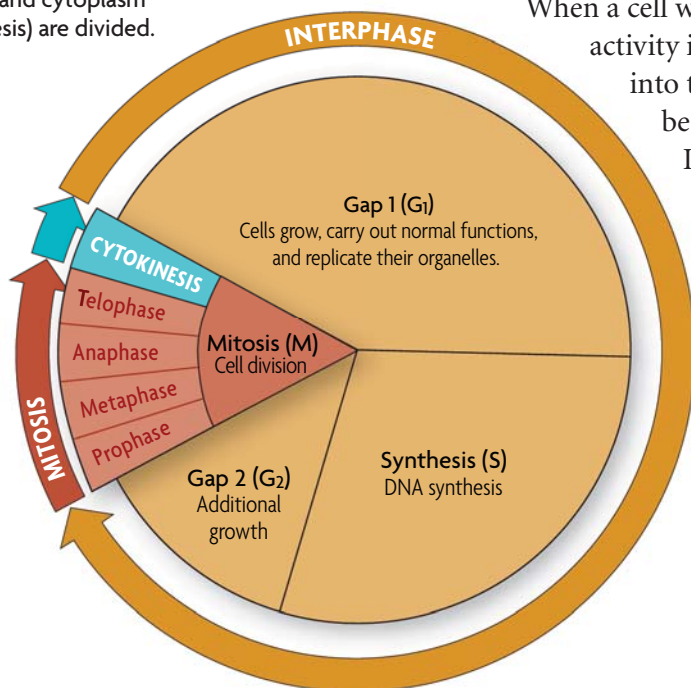 and cytoplasm
esis) are divided.
When a cell w
activity i
into t
be
INTERPHASE
Gap 1 (G₁)
Cells grow, carry out normal functions,
and replicate their organelles.
CYTOKINESIS
Telophase
Anaphase
Metaphase
Prophase
Mitosis (M)
Cell division
MITOSIS
Gap 2 (G₂)
Additional
growth
Synthesis (S)
DNA synthesis